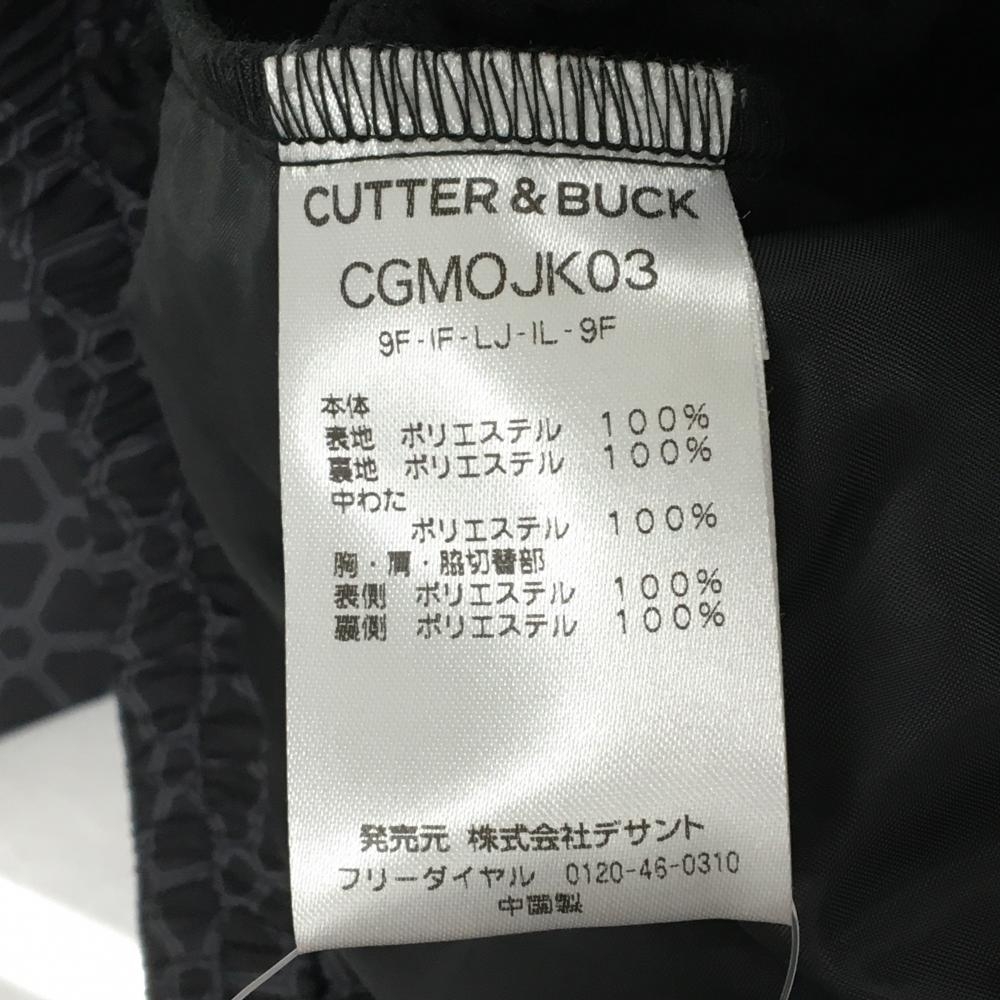 CUTTER & BUCK
CGMOJK03
9F-IF-LJ-IL-9F
本体
表地 ポリエステル 100%
裏地 ポリエステル 100%
中わた
ポリエステル 100%
胸・肩・脇切替部
表側 ポリエステル 100%
裏側 ポリエステル 100%
発売元 株式会社デサント
フリーダイヤル 0120-46-0310
中国製